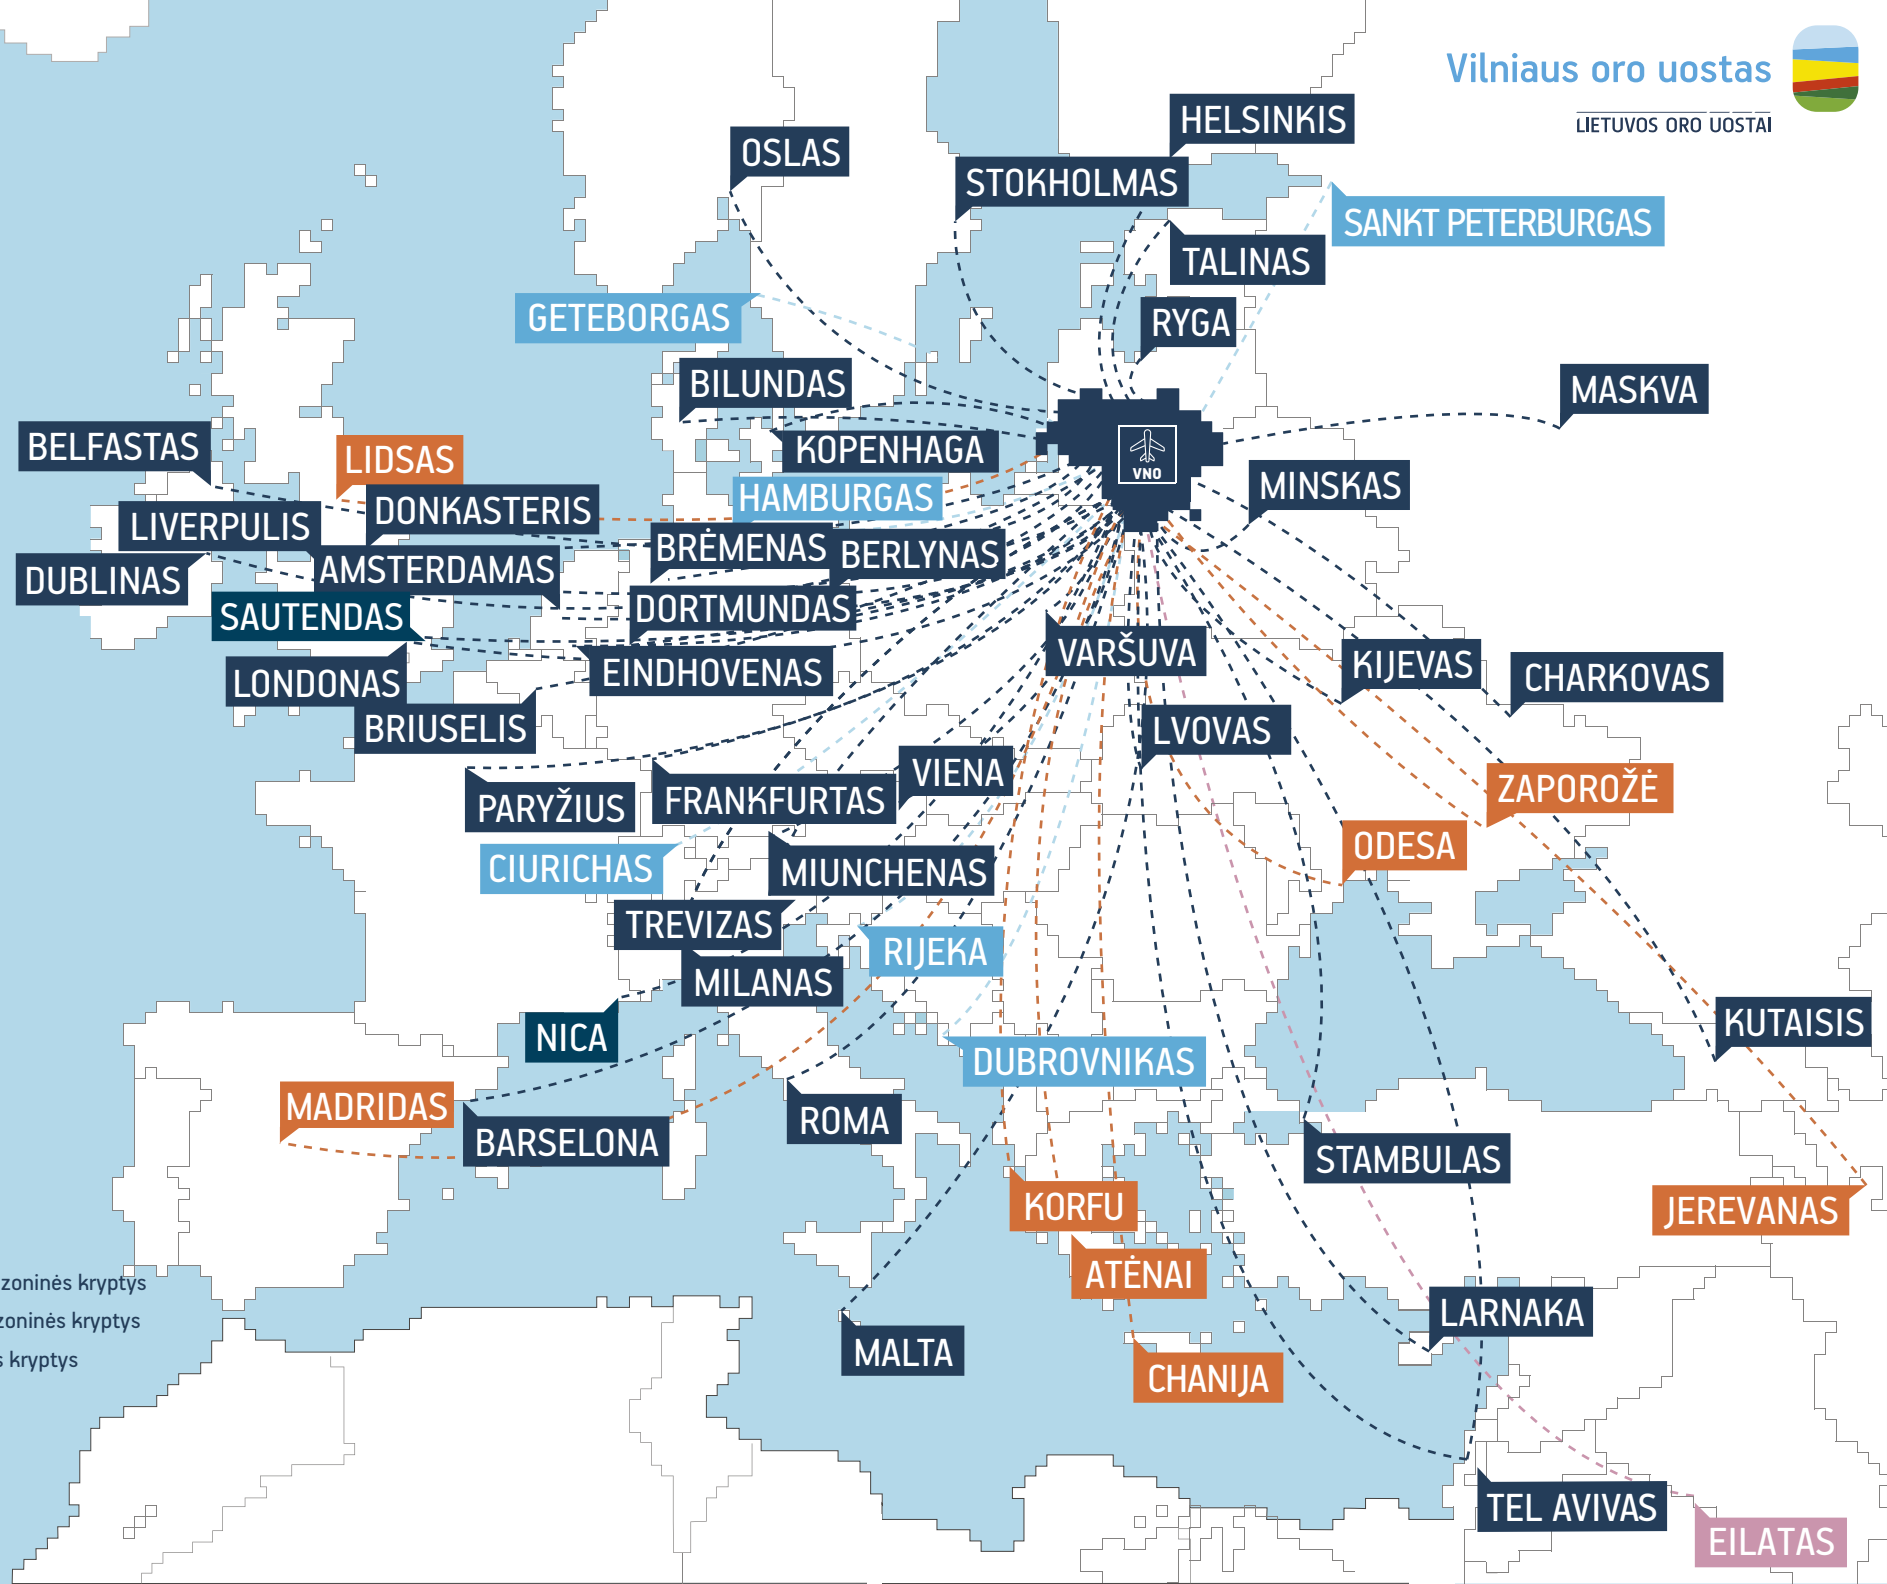 Vilniaus oro uostas
LIETUVOS ORO UOSTAI
HELSINKIS
OSLAS
STOKHOLMAS
SANKT PETERBURGAS
TALINAS
GETEBORGAS
RYGA
BILUNDAS
MASKVA
BELFASTAS
KOPENHAGA
LIDSAS
VNO
MINSKAS
HAMBURGAS
DONKASTERIS
LIVERPULIS
BRĖMENAS
BERLYNAS
AMSTERDAMAS
DUBLINAS
DORTMUNDAS
SAUTENDAS
VARŠUVA
KIJEVAS
EINDHOVENAS
CHARKOVAS
LONDONAS
BRIUSELIS
LVOVAS
VIENA
ZAPOROŽĖ
PARYŽIUS
FRANKFURTAS
ODESA
CIURICHAS
MIUNCHENAS
TREVIZAS
RIJEKA
MILANAS
KUTAISIS
NICA
DUBROVNIKAS
MADRIDAS
ROMA
BARSELONA
STAMBULAS
KORFU
JEREVANAS
ATĖNAI
zoninės kryptys
LARNAKA
zoninės kryptys
MALTA
s kryptys
CHANIJA
TEL AVIVAS
EILATAS